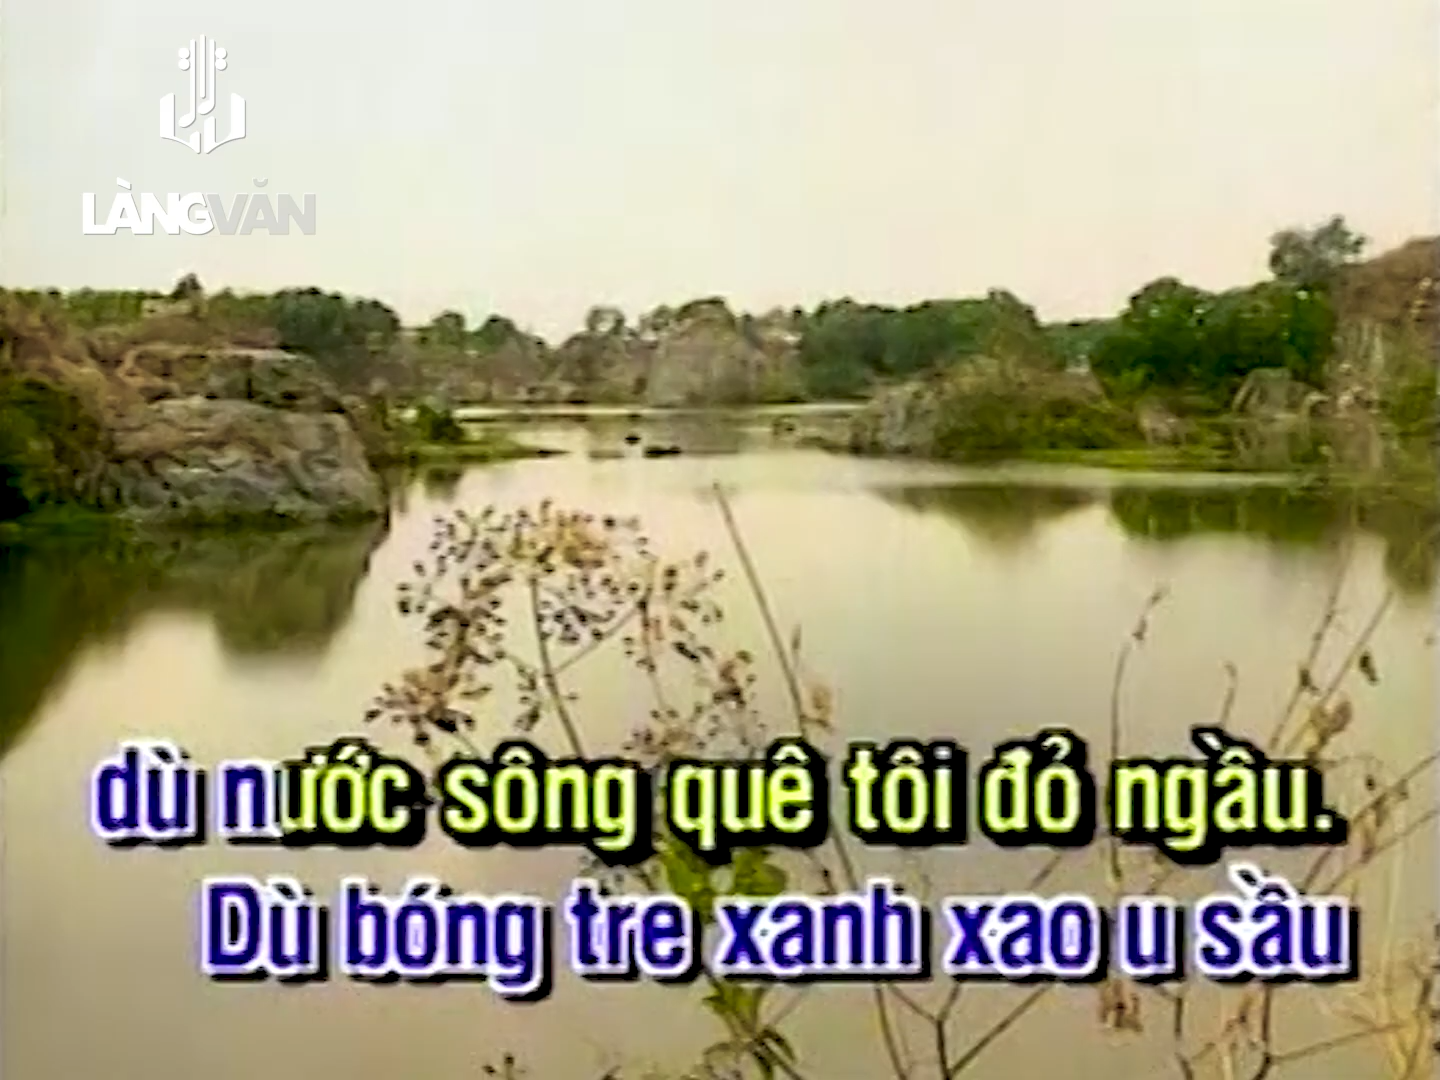 LÀNGVĂN
dù nước sông quê tôi đỏ ngầu.
Dù bóng tre xanh xao u sầu